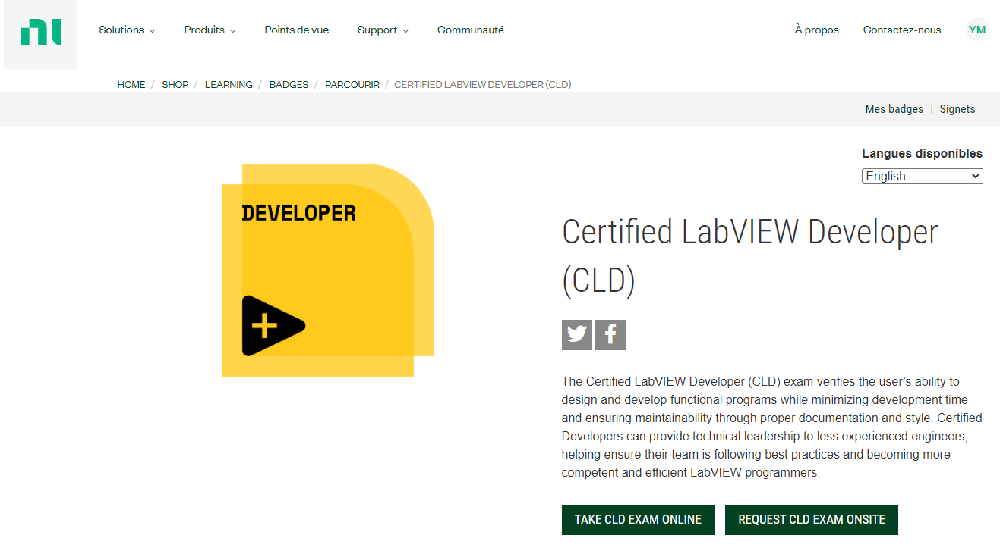 nı
Solutions Produits Points de vue Support Communauté À propos Contactez-nous YM
HOME / SHOP / LEARNING / BADGES / PARCOURIR / CERTIFIED LABVIEW DEVELOPER (CLD)
Mes badges | Signets
Langues disponibles
English
DEVELOPER
Certified LabVIEW Developer
(CLD)
The Certified LabVIEW Developer (CLD) exam verifies the user’s ability to
design and develop functional programs while minimizing development time
and ensuring maintainability through proper documentation and style. Certified
Developers can provide technical leadership to less experienced engineers,
helping ensure their team is following best practices and becoming more
competent and efficient LabVIEW programmers.
TAKE CLD EXAM ONLINE REQUEST CLD EXAM ONSITE